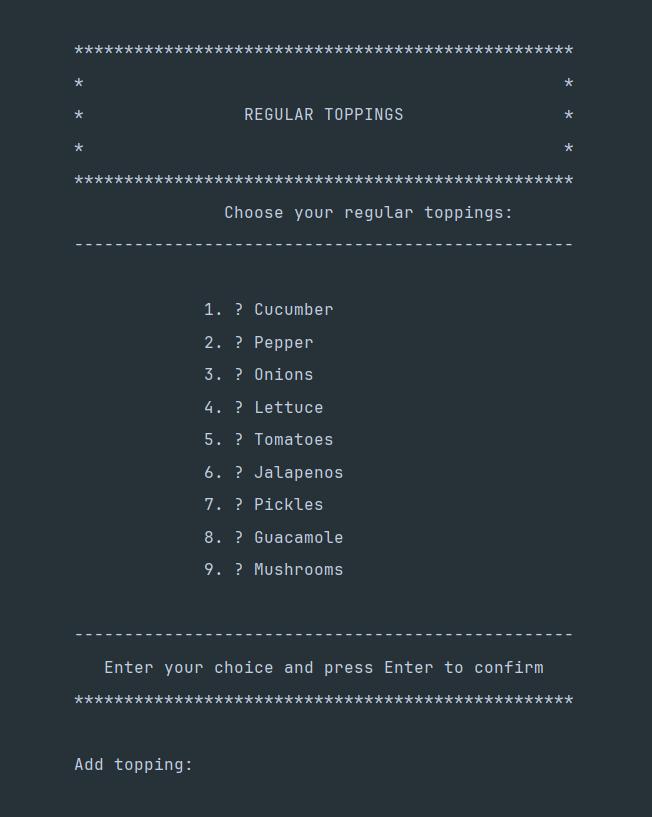 **************************************************
*                                                *
*                REGULAR TOPPINGS                *
*                                                *
**************************************************
               Choose your regular toppings:
--------------------------------------------------
             1. ? Cucumber
             2. ? Pepper
             3. ? Onions
             4. ? Lettuce
             5. ? Tomatoes
             6. ? Jalapenos
             7. ? Pickles
             8. ? Guacamole
             9. ? Mushrooms
--------------------------------------------------
   Enter your choice and press Enter to confirm
**************************************************
Add topping: